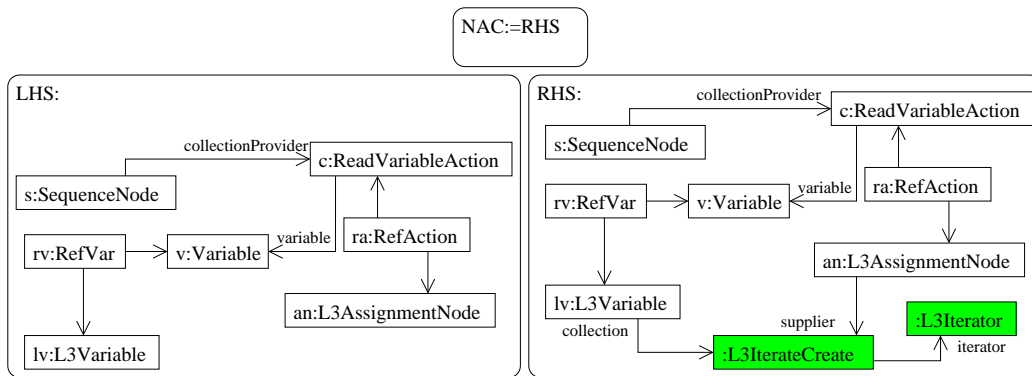 NAC:=RHS
LHS:
collectionProvider
c:ReadVariableAction
s:SequenceNode
variable
ra:RefAction
rv:RefVar
v:Variable
an:L3AssignmentNode
lv:L3Variable
RHS:
collectionProvider
c:ReadVariableAction
s:SequenceNode
variable
ra:RefAction
rv:RefVar
v:Variable
an:L3AssignmentNode
lv:L3Variable
collection
supplier
:L3Iterator
iterator
:L3IterateCreate